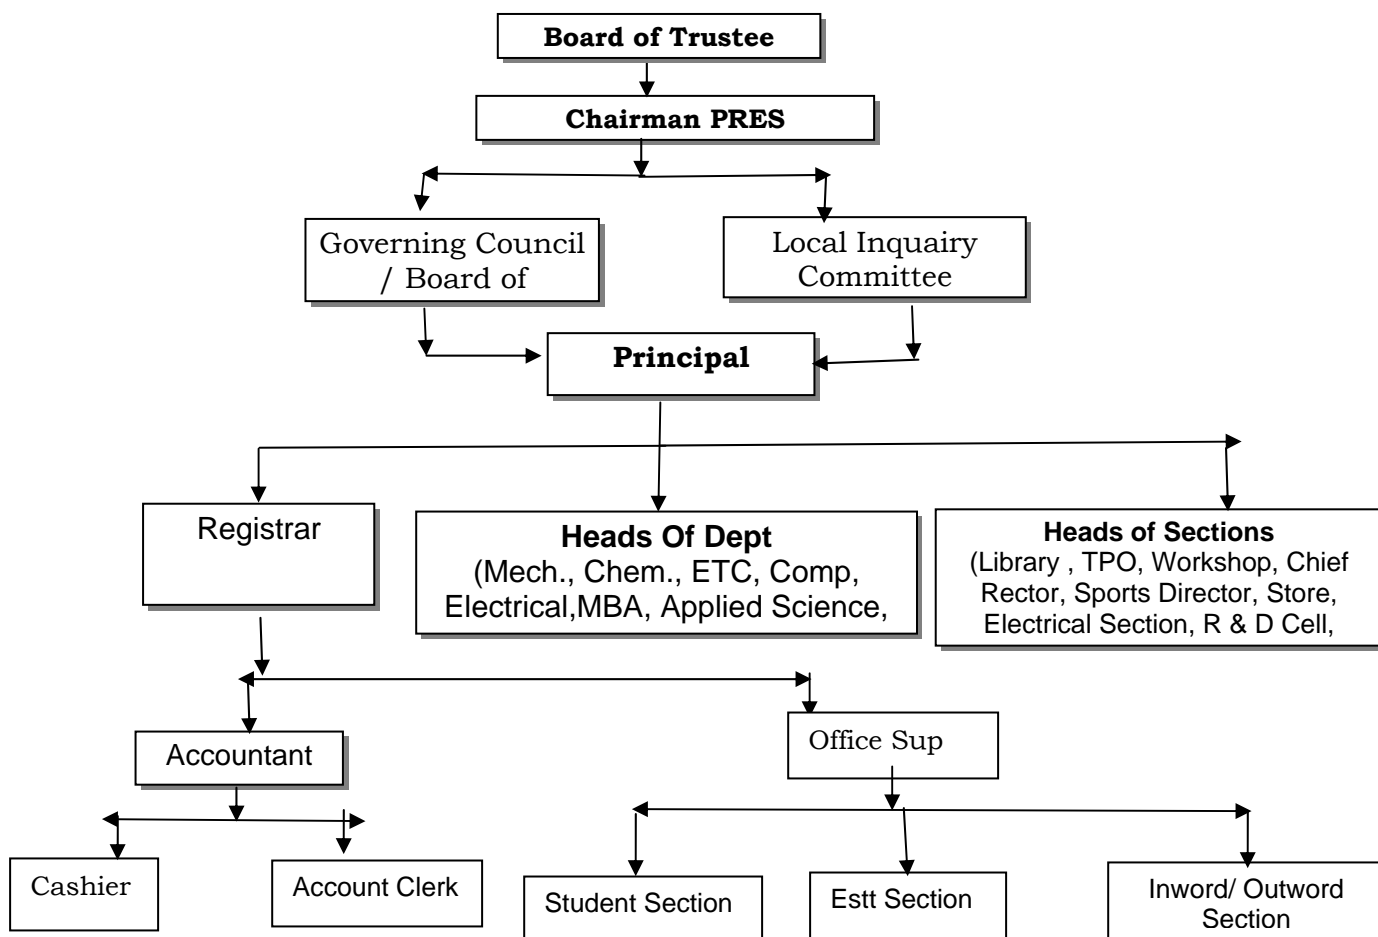 Board of Trustee
Chairman PRES
Governing Council
/ Board of
Local Inquairy
Committee
Principal
Registrar
Heads Of Dept
(Mech., Chem., ETC, Comp,
Electrical,MBA, Applied Science,
Heads of Sections
(Library , TPO, Workshop, Chief
Rector, Sports Director, Store,
Electrical Section, R & D Cell,
Accountant
Office Sup
Cashier
Account Clerk
Student Section
Estt Section
Inword/ Outword
Section